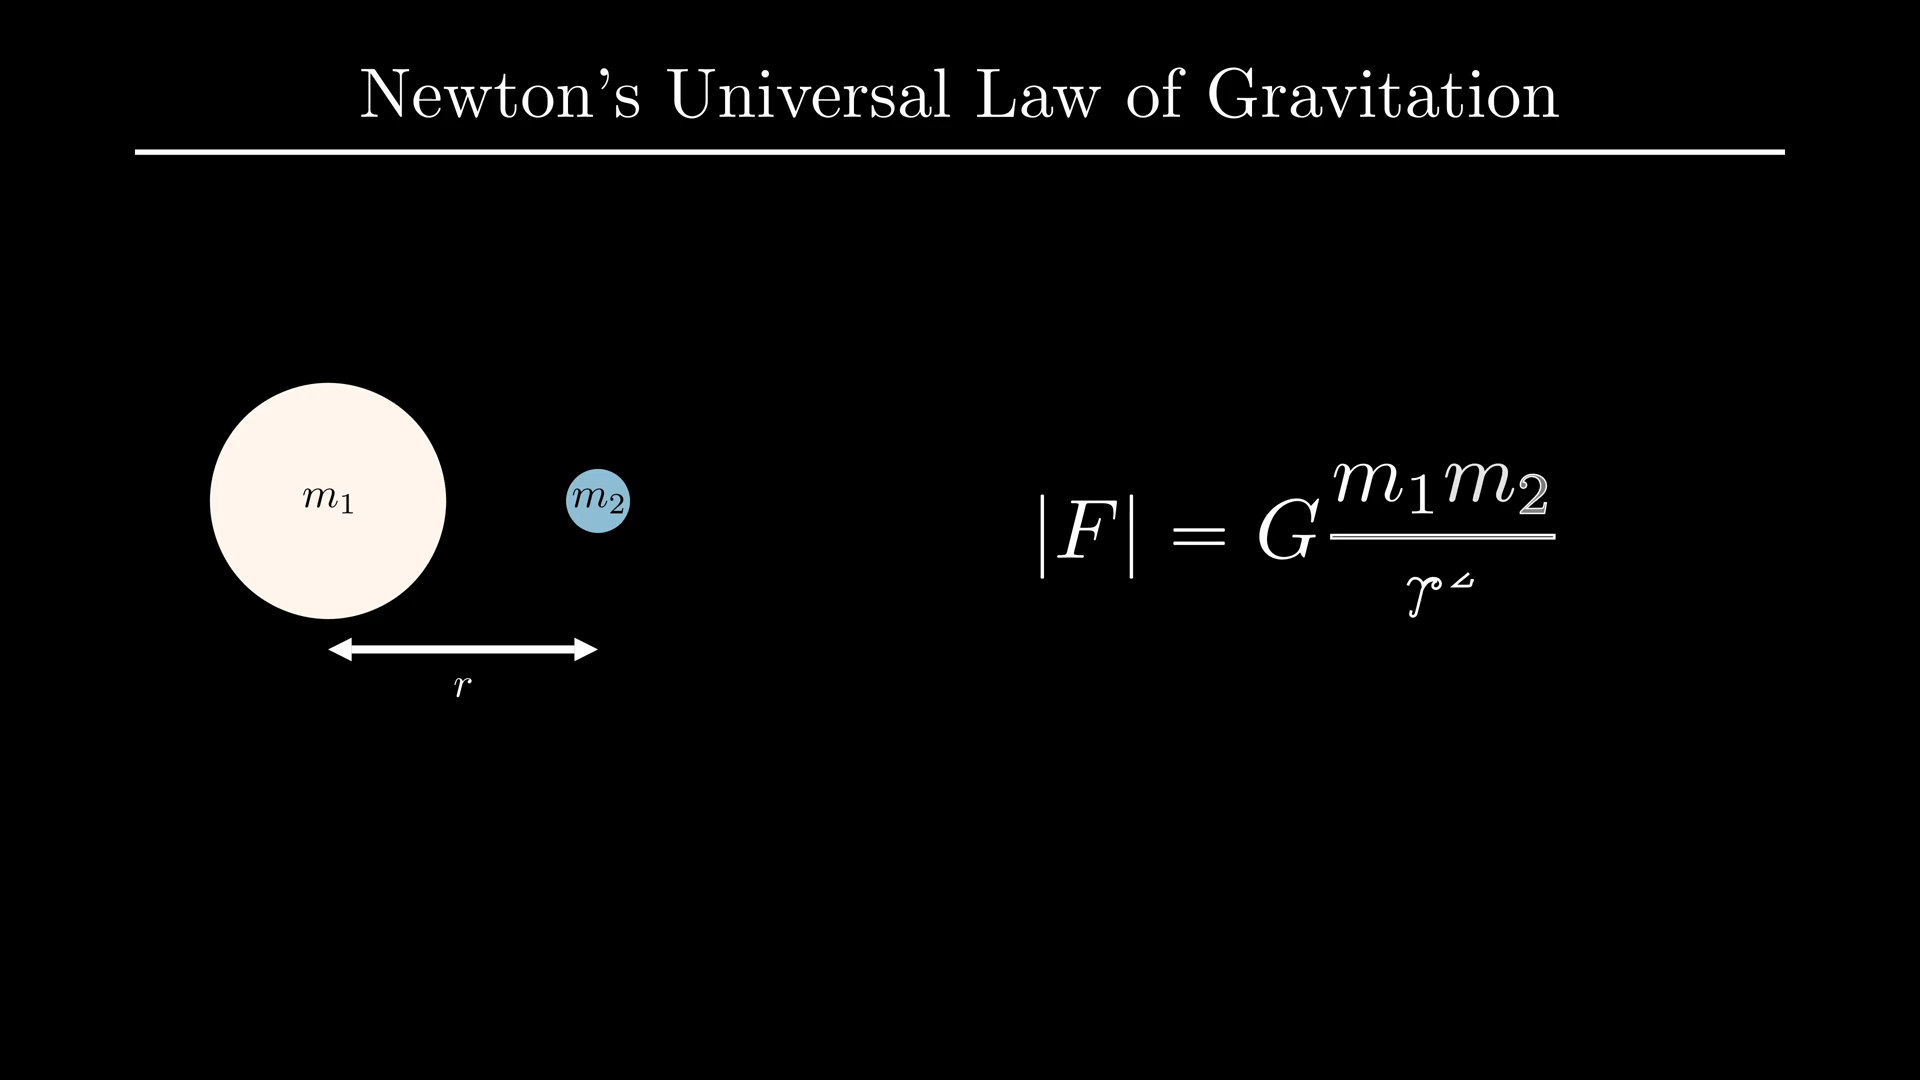 Newton's Universal Law of Gravitation
m₁ m₂
|F| = G m₁m₂ / r
r